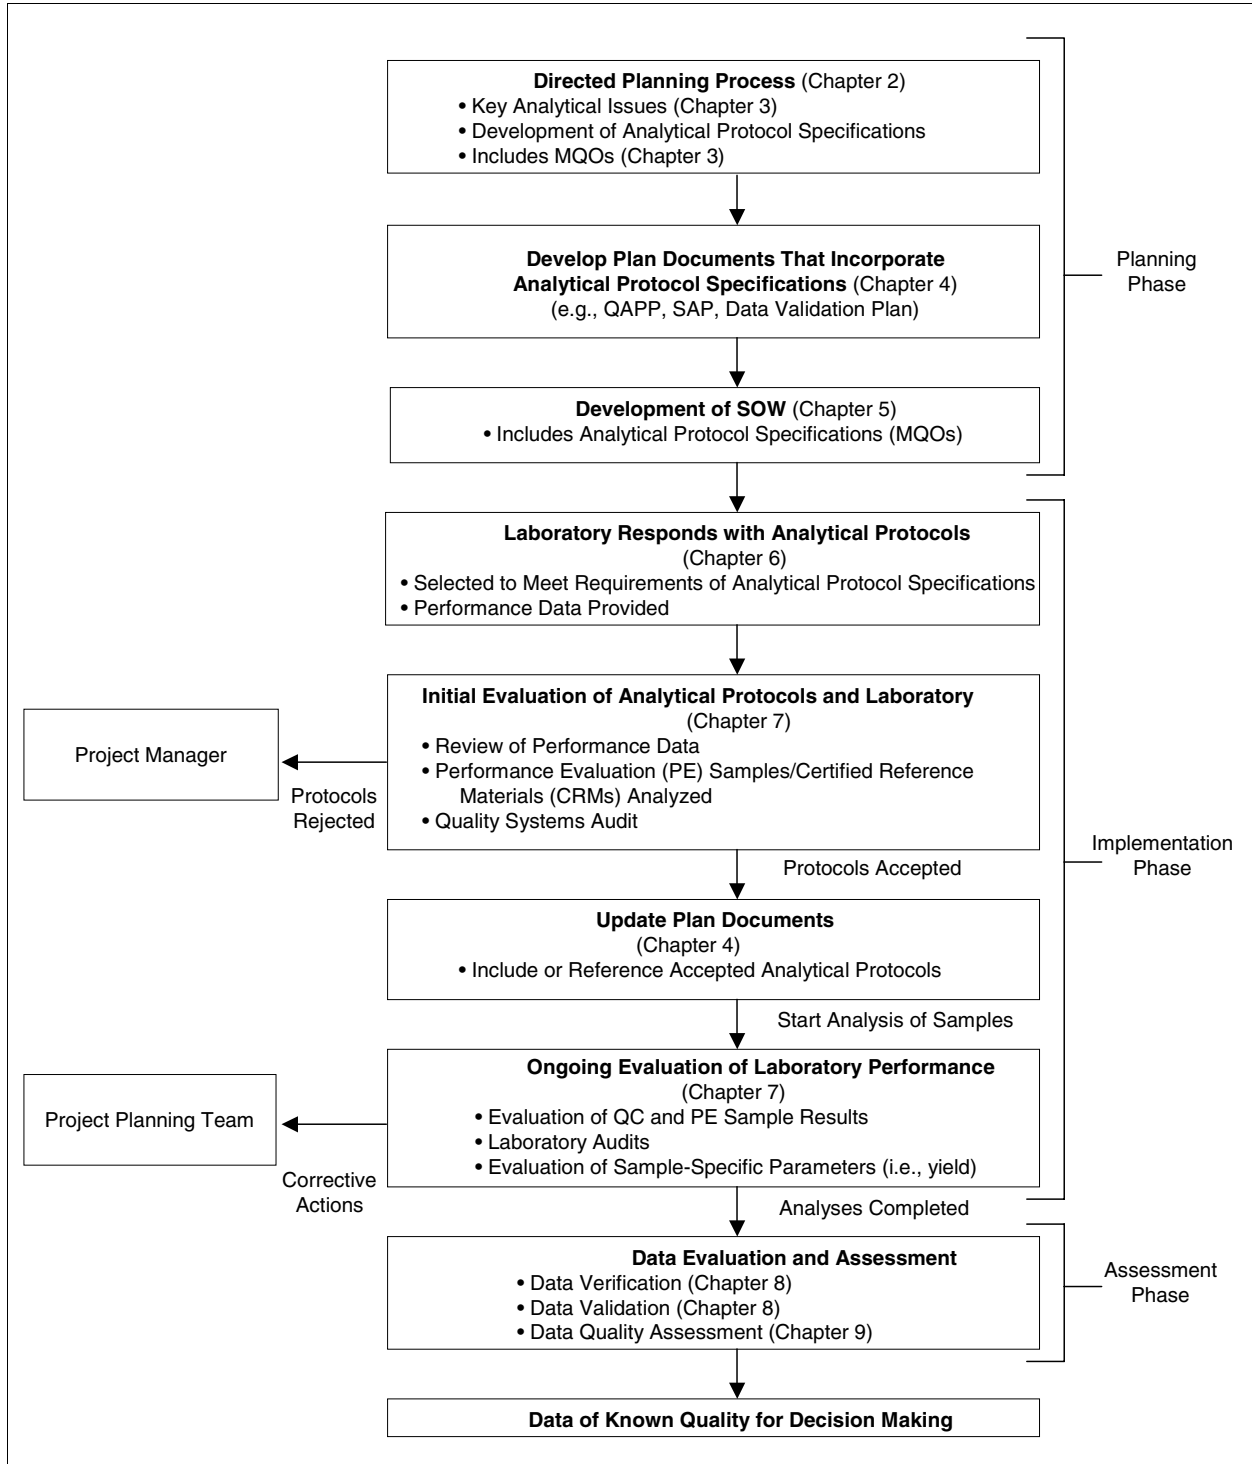 Directed Planning Process (Chapter 2)
• Key Analytical Issues (Chapter 3)
• Development of Analytical Protocol Specifications
• Includes MQOs (Chapter 3)
Develop Plan Documents That Incorporate
Analytical Protocol Specifications (Chapter 4)
(e.g., QAPP, SAP, Data Validation Plan)
Planning
Phase
Development of SOW (Chapter 5)
• Includes Analytical Protocol Specifications (MQOs)
Laboratory Responds with Analytical Protocols
(Chapter 6)
• Selected to Meet Requirements of Analytical Protocol Specifications
• Performance Data Provided
Initial Evaluation of Analytical Protocols and Laboratory
(Chapter 7)
• Review of Performance Data
• Performance Evaluation (PE) Samples/Certified Reference
Materials (CRMs) Analyzed
• Quality Systems Audit
Project Manager
Protocols
Rejected
Implementation
Phase
Protocols Accepted
Update Plan Documents
(Chapter 4)
• Include or Reference Accepted Analytical Protocols
Start Analysis of Samples
Ongoing Evaluation of Laboratory Performance
(Chapter 7)
• Evaluation of QC and PE Sample Results
• Laboratory Audits
• Evaluation of Sample-Specific Parameters (i.e., yield)
Project Planning Team
Corrective
Actions
Analyses Completed
Data Evaluation and Assessment
• Data Verification (Chapter 8)
• Data Validation (Chapter 8)
• Data Quality Assessment (Chapter 9)
Assessment
Phase
Data of Known Quality for Decision Making